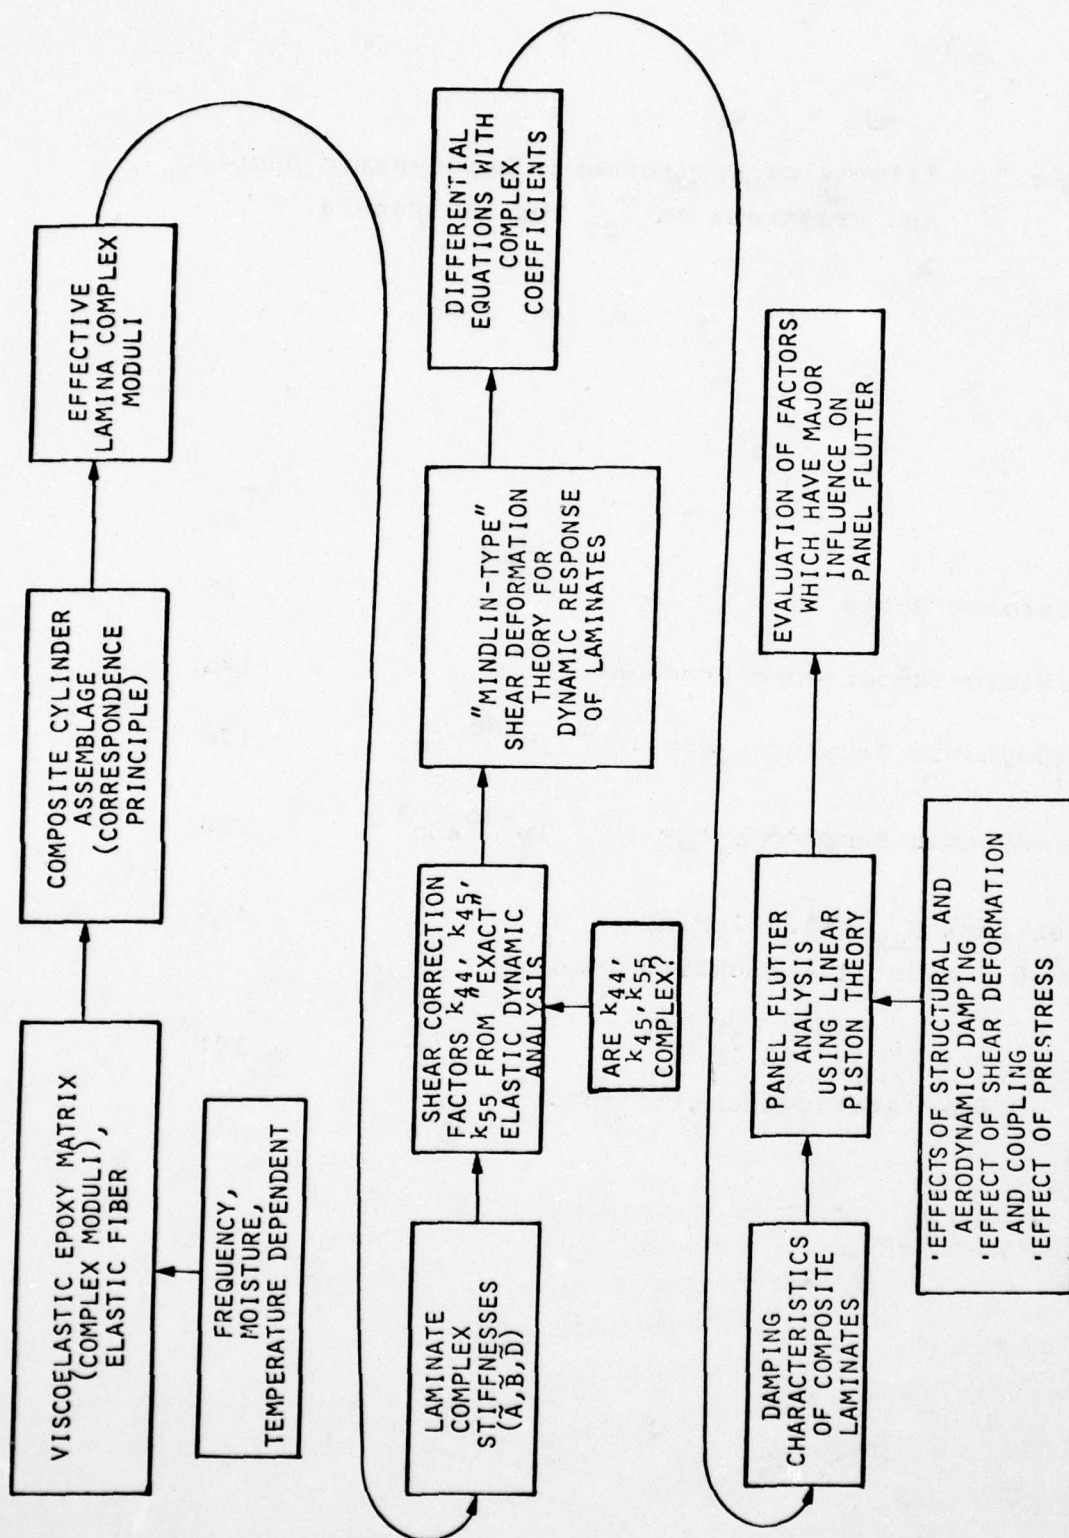 VISCOELASTIC EPOXY MATRIX
(COMPLEX MODULI),
ELASTIC FIBER
FREQUENCY,
MOISTURE,
TEMPERATURE DEPENDENT
COMPOSITE CYLINDER
ASSEMBLAGE
(CORRESPONDENCE
PRINCIPLE)
EFFECTIVE
LAMINA COMPLEX
MODULI
LAMINATE
COMPLEX
STIFFNESSES
(Ã,B̃,D̃)
SHEAR CORRECTION
FACTORS k44, k45,
k55 FROM "EXACT"
ELASTIC DYNAMIC
ANALYSIS
ARE k44,
k45,k55
COMPLEX?
"MINDLIN-TYPE"
SHEAR DEFORMATION
THEORY FOR
DYNAMIC RESPONSE
OF LAMINATES
DIFFERENTIAL
EQUATIONS WITH
COMPLEX
COEFFICIENTS
DAMPING
CHARACTERISTICS
OF COMPOSITE
LAMINATES
PANEL FLUTTER
ANALYSIS
USING LINEAR
PISTON THEORY
'EFFECTS OF STRUCTURAL AND
AERODYNAMIC DAMPING
'EFFECT OF SHEAR DEFORMATION
AND COUPLING
'EFFECT OF PRESTRESS
EVALUATION OF FACTORS
WHICH HAVE MAJOR
INFLUENCE ON
PANEL FLUTTER